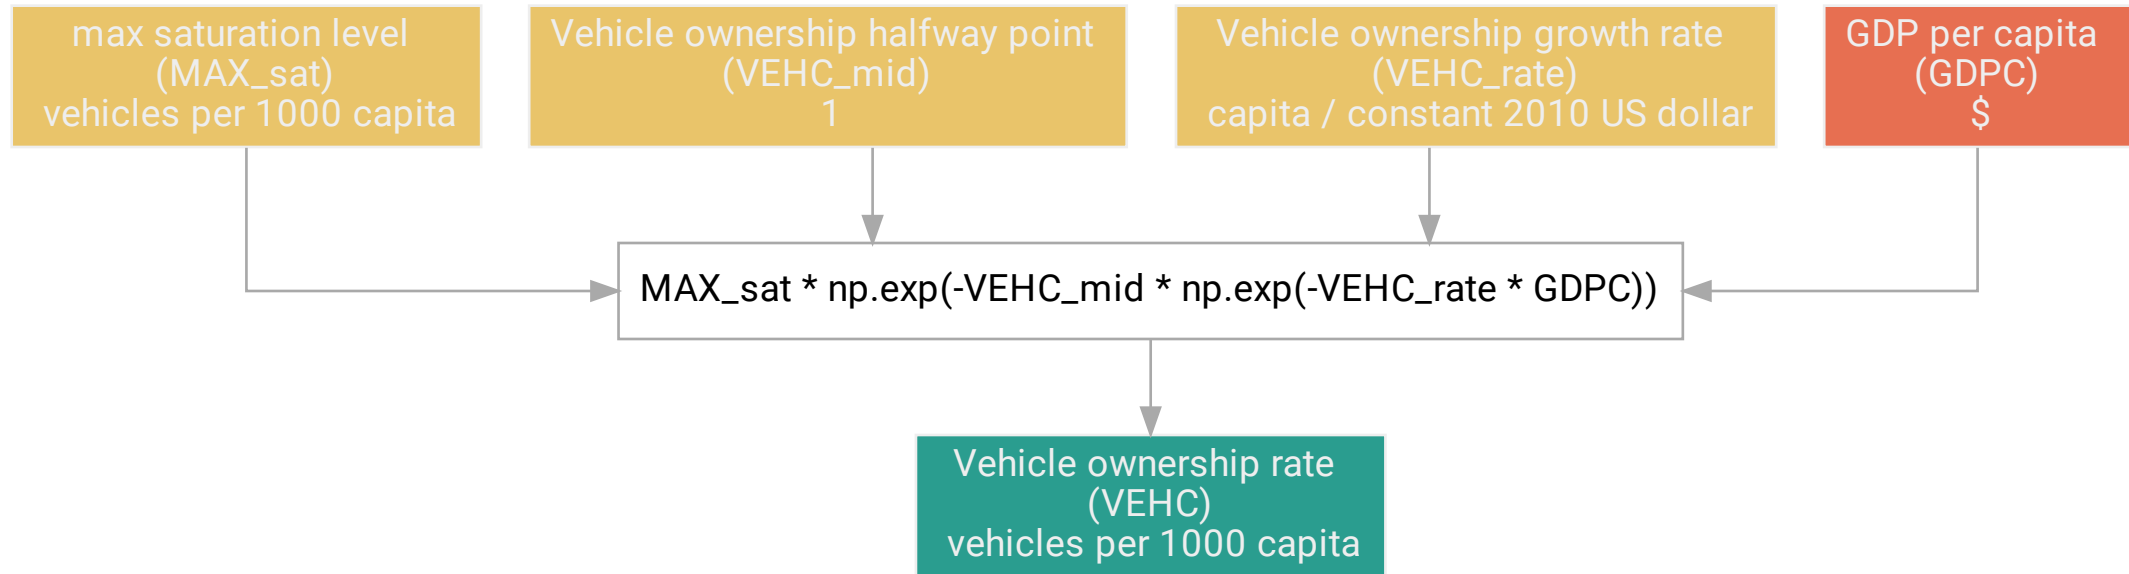 max saturation level
(MAX_sat)
vehicles per 1000 capita
Vehicle ownership halfway point
(VEHC_mid)
1
Vehicle ownership growth rate
(VEHC_rate)
capita / constant 2010 US dollar
GDP per capita
(GDPC)
$
MAX_sat * np.exp(-VEHC_mid * np.exp(-VEHC_rate * GDPC))
Vehicle ownership rate
(VEHC)
vehicles per 1000 capita